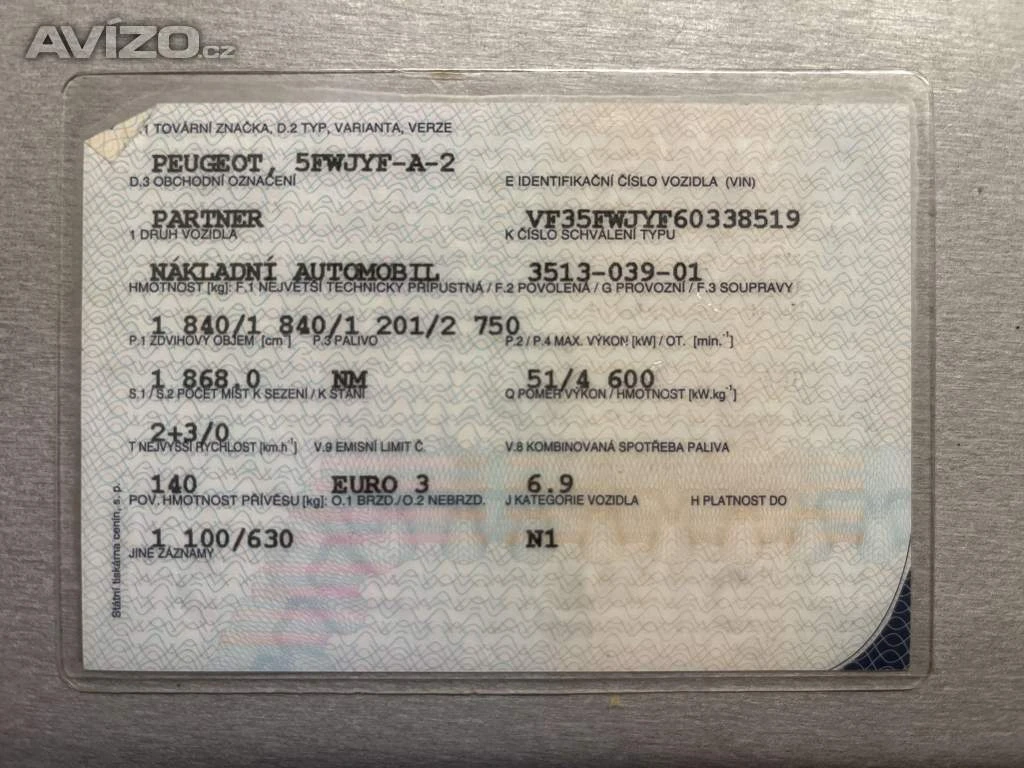 AVÍZO.cz
.1 TOVÁRNÍ ZNAČKA, D.2 TYP, VARIANTA, VERZE
PEUGEOT, 5FWJYF-A-2
D.3 OBCHODNÍ OZNAČENÍ E IDENTIFIKAČNÍ ČÍSLO VOZIDLA (VIN)
PARTNER VF35FWJYF60338519
1 DRUH VOZIDLA K ČÍSLO SCHVÁLENÍ TYPU
NÁKLADNÍ AUTOMOBIL 3513-039-01
HMOTNOST [kg]: F.1 NEJVĚTŠÍ TECHNICKY PŘÍPUSTNÁ / F.2 POVOLENÁ / G PROVOZNÍ / F.3 SOUPRAVY
1 840/1 840/1 201/2 750
P.1 ZDVIHOVÝ OBJEM [cm³] P.3 PALIVO P.2 / P.4 MAX. VÝKON [kW] / OT. [min.⁻¹]
1 868,0 NM 51/4 600
S.1 / S.2 POČET MÍST K SEZENÍ / K STÁNÍ Q POMĚR VÝKON / HMOTNOST [kW.kg⁻¹]
2+3/0
T NEJVYŠŠÍ RYCHLOST [km.h⁻¹] V.9 EMISNÍ LIMIT Č. V.8 KOMBINOVANÁ SPOTŘEBA PALIVA
140 EURO 3 6.9
POV. HMOTNOST PŘÍVĚSU [kg]: O.1 BRZD./O.2 NEBRZD. J KATEGORIE VOZIDLA H PLATNOST DO
1 100/630 N1
JINÉ ZÁZNAMY
Státní tiskárna cenin, s. p.